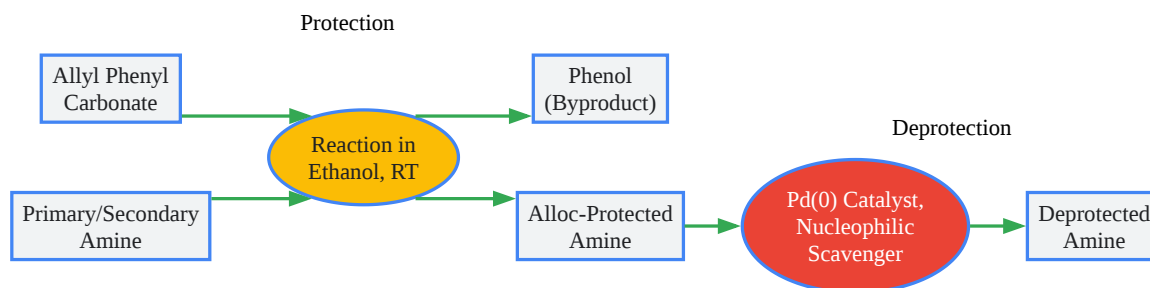 Protection
Allyl Phenyl
Carbonate
Phenol
(Byproduct)
Reaction in
Ethanol, RT
Primary/Secondary
Amine
Alloc-Protected
Amine
Deprotection
Pd(0) Catalyst,
Nucleophilic
Scavenger
Deprotected
Amine